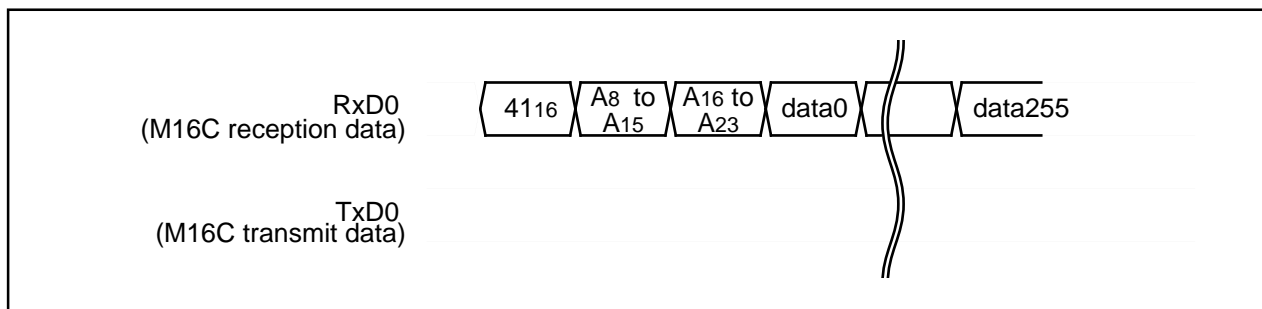 RxD0
(M16C reception data)
4116
A8 to
A15
A16 to
A23
data0
data255
TxD0
(M16C transmit data)